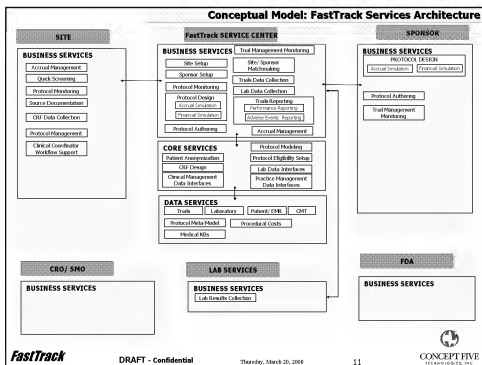 Conceptual Model: FastTrack Services Architecture
SITE
BUSINESS SERVICES
Accrual Management
Quick Screening
Protocol Monitoring
Source Documentation
CRF Data Collection
Protocol Management
Clinical Coordinator
Workflow Support
FastTrack SERVICE CENTER
BUSINESS SERVICES
Trial Management Monitoring
Site Setup
Sponsor Setup
Protocol Monitoring
Protocol Design
Accrual Simulation
Financial Simulation
Protocol Authoring
Site/ Sponsor
Matchmaking
Trials Data Collection
Lab Data Collection
Trials Reporting
Performance Reporting
Adverse Events Reporting
Accrual Management
CORE SERVICES
Patient Anonymization
CRF Design
Clinical Management
Data Interfaces
Protocol Modeling
Protocol Eligibility Setup
Lab Data Interfaces
Practice Management
Data Interfaces
DATA SERVICES
Trials
Laboratory
Patient/ EMR
CMT
Protocol Meta-Model
Procedural Costs
Medical KBs
SPONSOR
BUSINESS SERVICES
PROTOCOL DESIGN
Accrual Simulation
Financial Simulation
Protocol Authoring
Trial Management
Monitoring
CRO/ SMO
BUSINESS SERVICES
LAB SERVICES
BUSINESS SERVICES
Lab Results Collection
FDA
BUSINESS SERVICES
FastTrack
DRAFT - Confidential
Thursday, March 20, 2008
11
CONCEPT FIVE
TECHNOLOGIES, INC